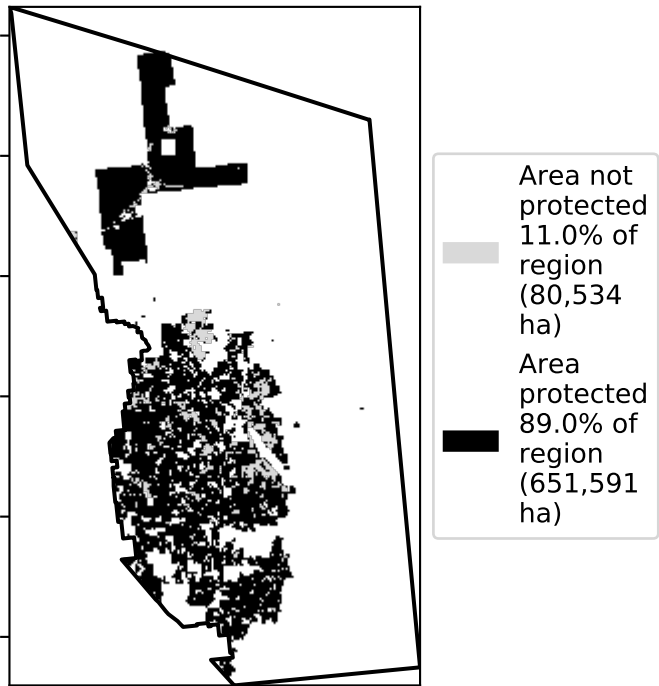 Area not
protected
11.0% of
region
(80,534
ha)
Area
protected
89.0% of
region
(651,591
ha)